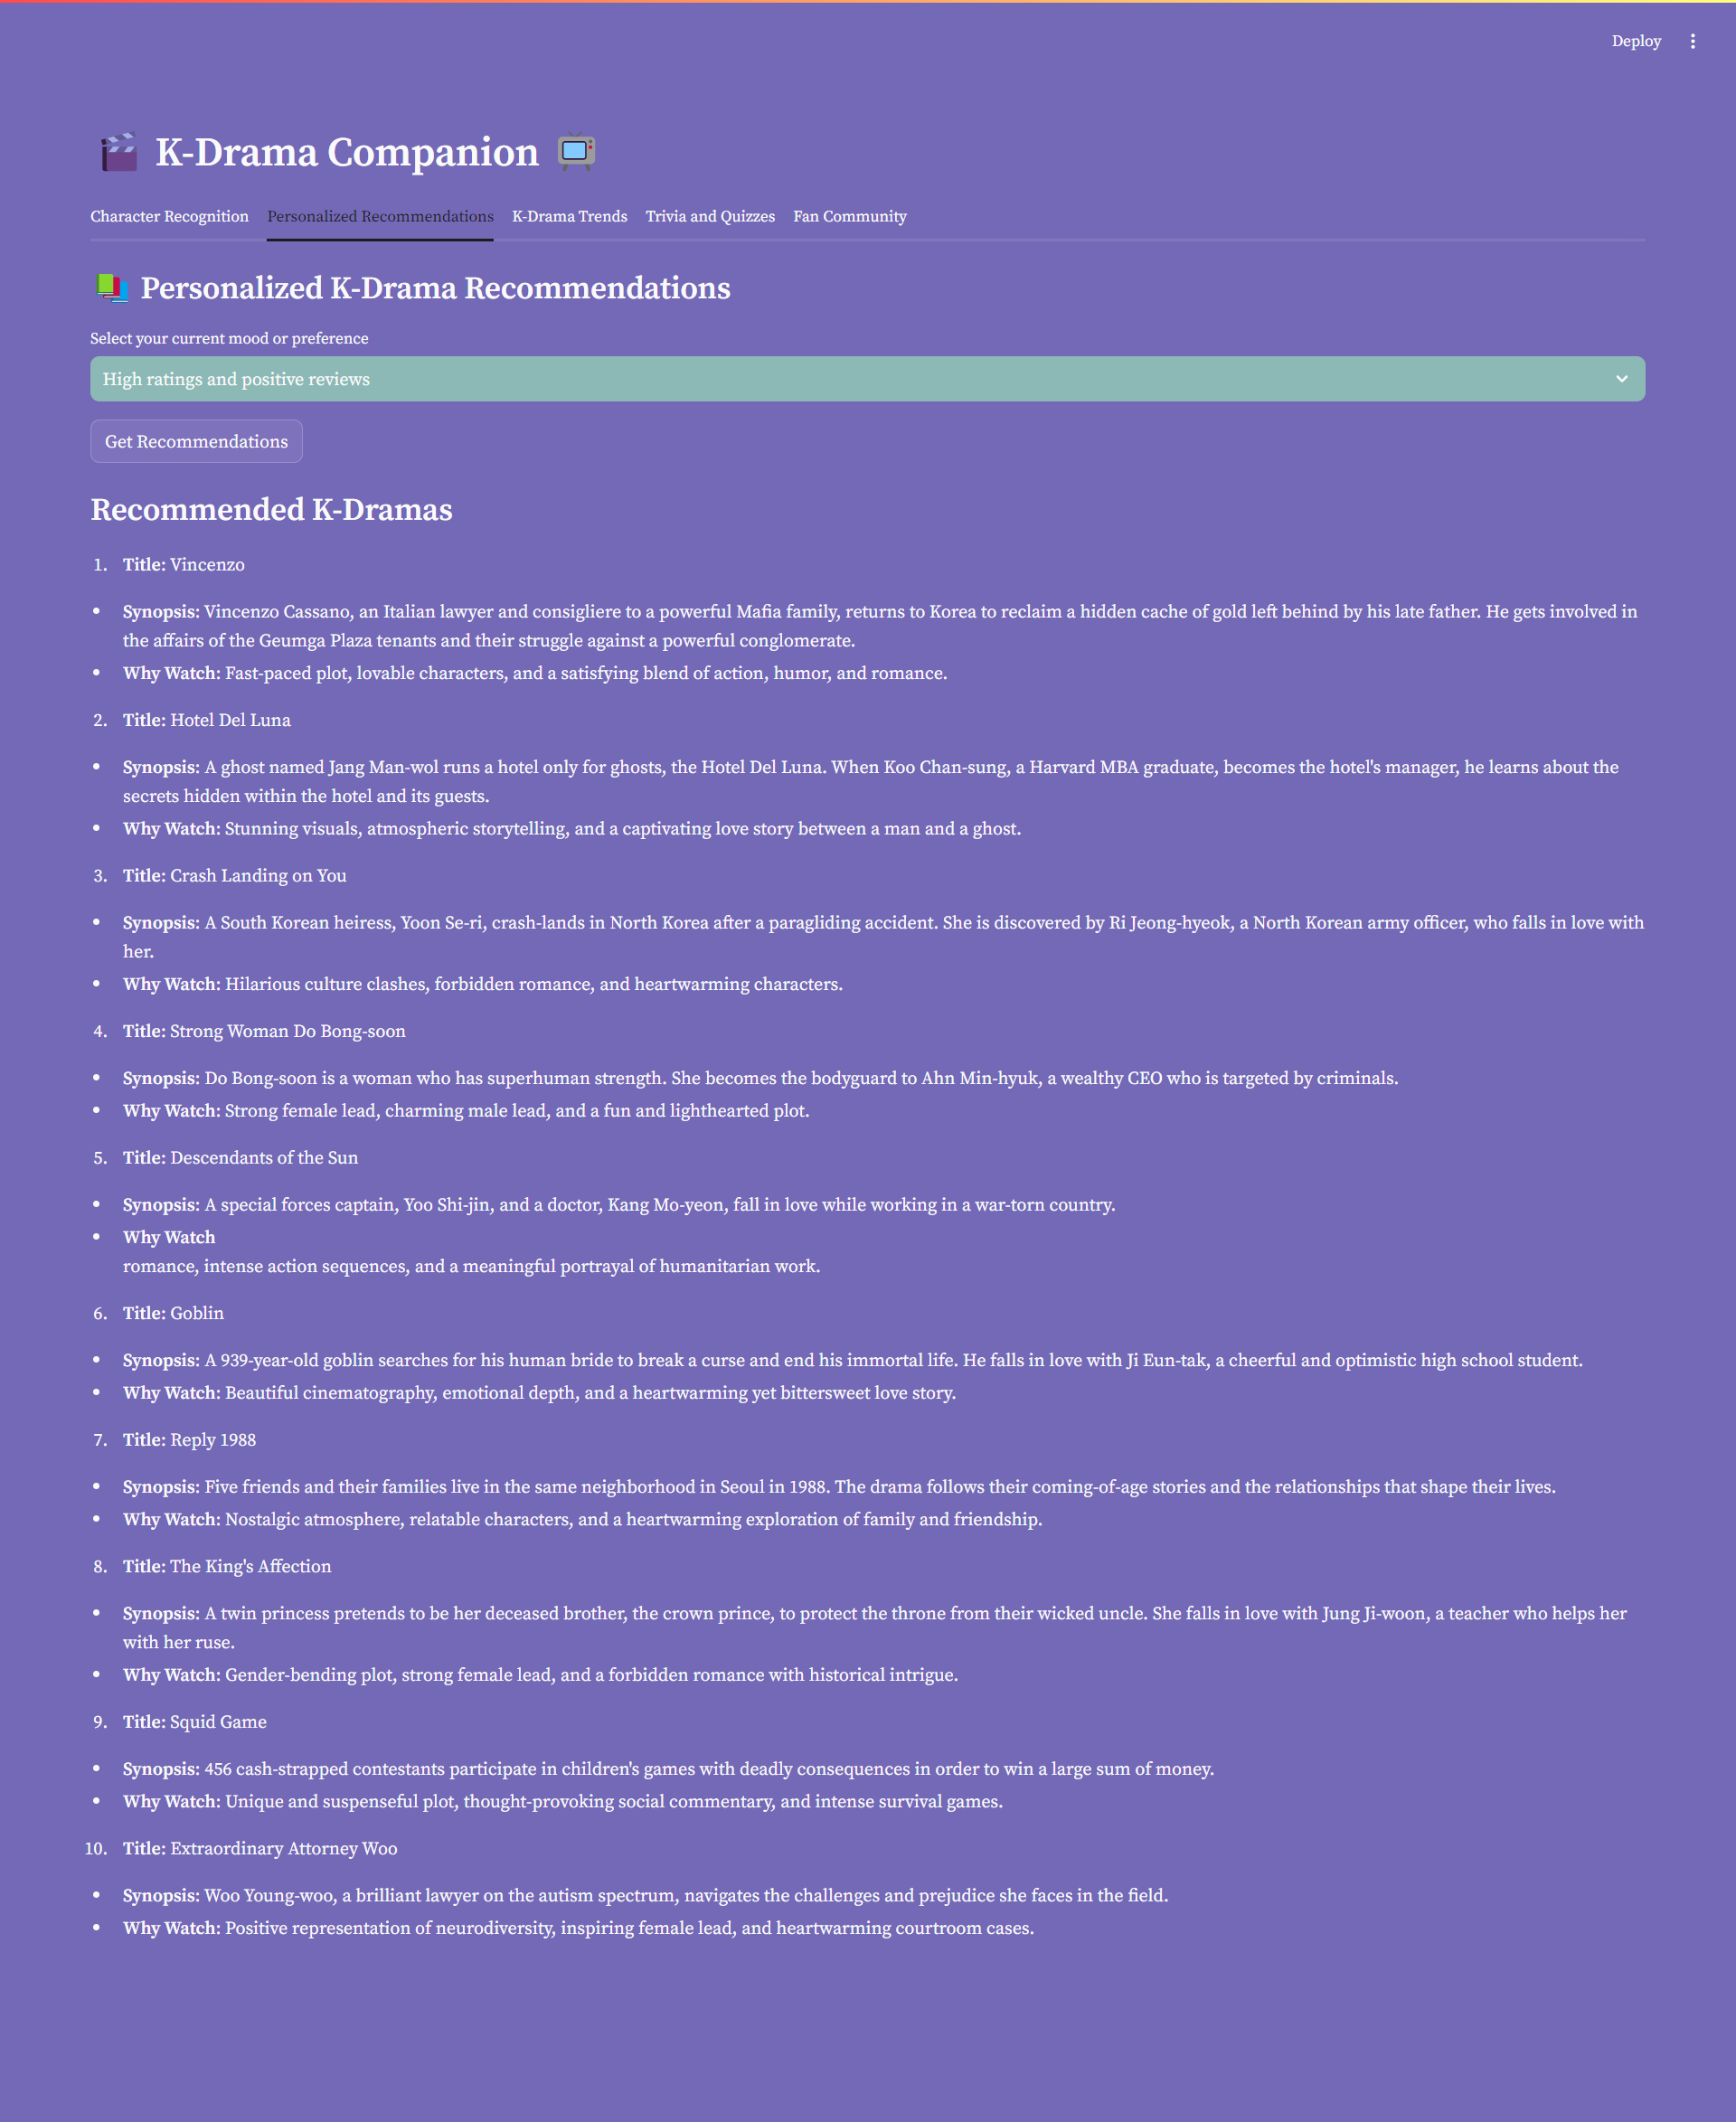 Deploy
K-Drama Companion
Character Recognition Personalized Recommendations K-Drama Trends Trivia and Quizzes Fan Community
Personalized K-Drama Recommendations
Select your current mood or preference
High ratings and positive reviews
Get Recommendations
Recommended K-Dramas
1. Title: Vincenzo
• Synopsis: Vincenzo Cassano, an Italian lawyer and consigliere to a powerful Mafia family, returns to Korea to reclaim a hidden cache of gold left behind by his late father. He gets involved in
the affairs of the Geumga Plaza tenants and their struggle against a powerful conglomerate.
• Why Watch: Fast-paced plot, lovable characters, and a satisfying blend of action, humor, and romance.
2. Title: Hotel Del Luna
• Synopsis: A ghost named Jang Man-wol runs a hotel only for ghosts, the Hotel Del Luna. When Koo Chan-sung, a Harvard MBA graduate, becomes the hotel's manager, he learns about the
secrets hidden within the hotel and its guests.
• Why Watch: Stunning visuals, atmospheric storytelling, and a captivating love story between a man and a ghost.
3. Title: Crash Landing on You
• Synopsis: A South Korean heiress, Yoon Se-ri, crash-lands in North Korea after a paragliding accident. She is discovered by Ri Jeong-hyeok, a North Korean army officer, who falls in love with
her.
• Why Watch: Hilarious culture clashes, forbidden romance, and heartwarming characters.
4. Title: Strong Woman Do Bong-soon
• Synopsis: Do Bong-soon is a woman who has superhuman strength. She becomes the bodyguard to Ahn Min-hyuk, a wealthy CEO who is targeted by criminals.
• Why Watch: Strong female lead, charming male lead, and a fun and lighthearted plot.
5. Title: Descendants of the Sun
• Synopsis: A special forces captain, Yoo Shi-jin, and a doctor, Kang Mo-yeon, fall in love while working in a war-torn country.
• Why Watch
romance, intense action sequences, and a meaningful portrayal of humanitarian work.
6. Title: Goblin
• Synopsis: A 939-year-old goblin searches for his human bride to break a curse and end his immortal life. He falls in love with Ji Eun-tak, a cheerful and optimistic high school student.
• Why Watch: Beautiful cinematography, emotional depth, and a heartwarming yet bittersweet love story.
7. Title: Reply 1988
• Synopsis: Five friends and their families live in the same neighborhood in Seoul in 1988. The drama follows their coming-of-age stories and the relationships that shape their lives.
• Why Watch: Nostalgic atmosphere, relatable characters, and a heartwarming exploration of family and friendship.
8. Title: The King's Affection
• Synopsis: A twin princess pretends to be her deceased brother, the crown prince, to protect the throne from their wicked uncle. She falls in love with Jung Ji-woon, a teacher who helps her
with her ruse.
• Why Watch: Gender-bending plot, strong female lead, and a forbidden romance with historical intrigue.
9. Title: Squid Game
• Synopsis: 456 cash-strapped contestants participate in children's games with deadly consequences in order to win a large sum of money.
• Why Watch: Unique and suspenseful plot, thought-provoking social commentary, and intense survival games.
10. Title: Extraordinary Attorney Woo
• Synopsis: Woo Young-woo, a brilliant lawyer on the autism spectrum, navigates the challenges and prejudice she faces in the field.
• Why Watch: Positive representation of neurodiversity, inspiring female lead, and heartwarming courtroom cases.